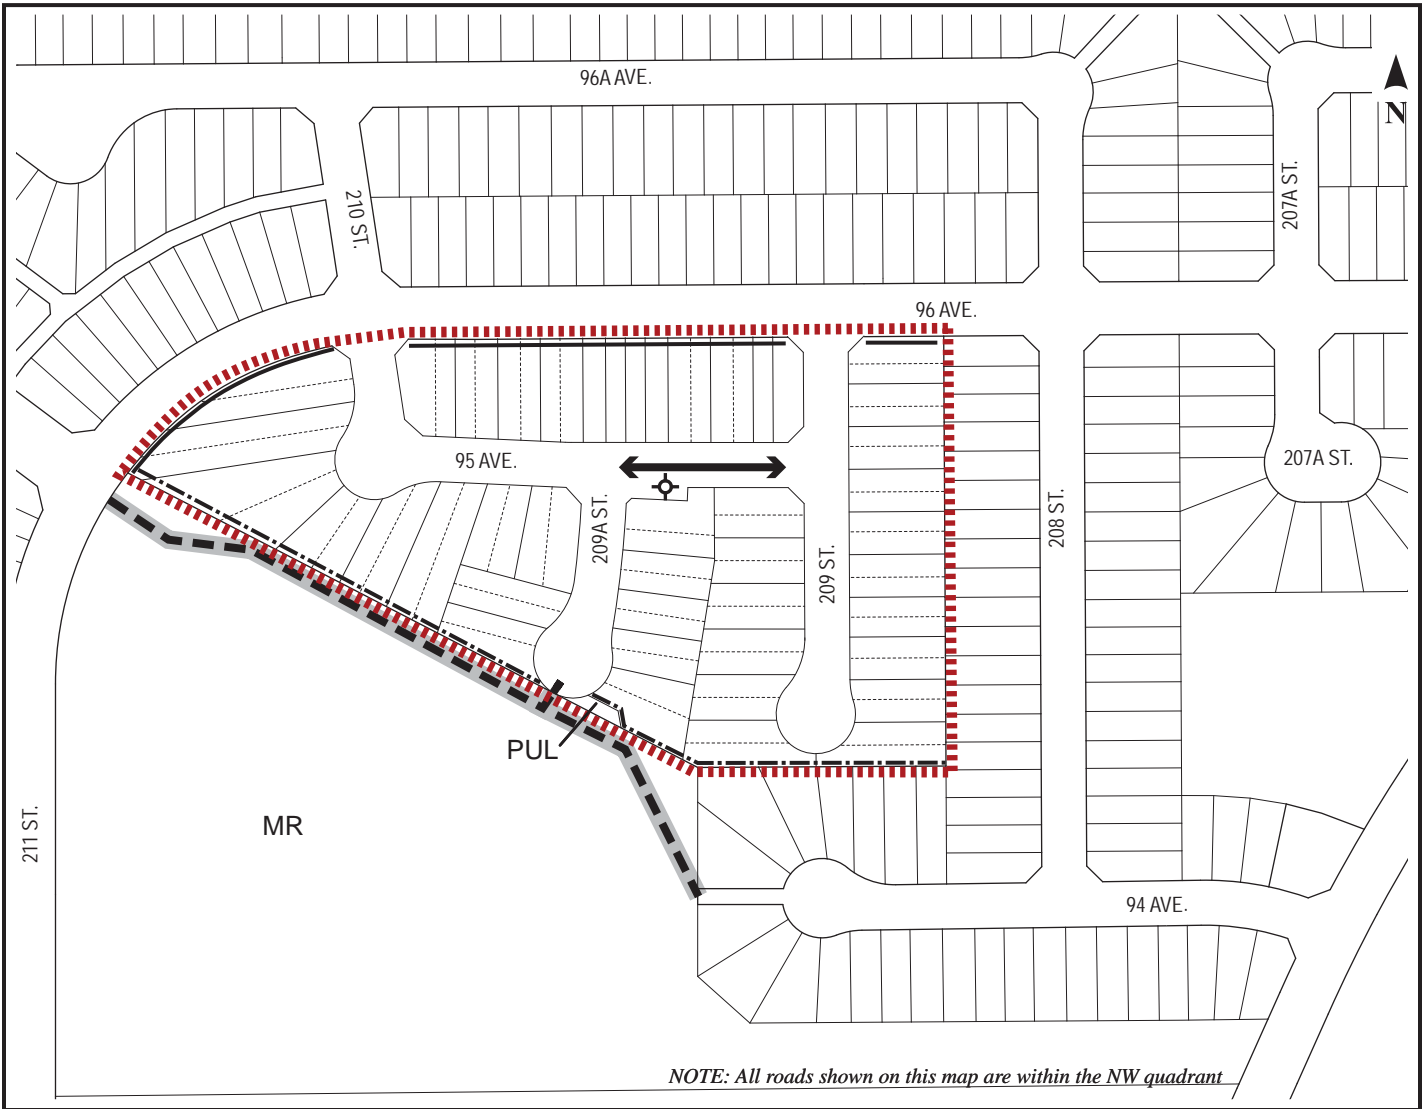 96A AVE.
N
207A ST.
210 ST.
96 AVE.
95 AVE.
207A ST.
209A ST.
208 ST.
209 ST.
PUL
211 ST.
MR
94 AVE.
NOTE: All roads shown on this map are within the NW quadrant